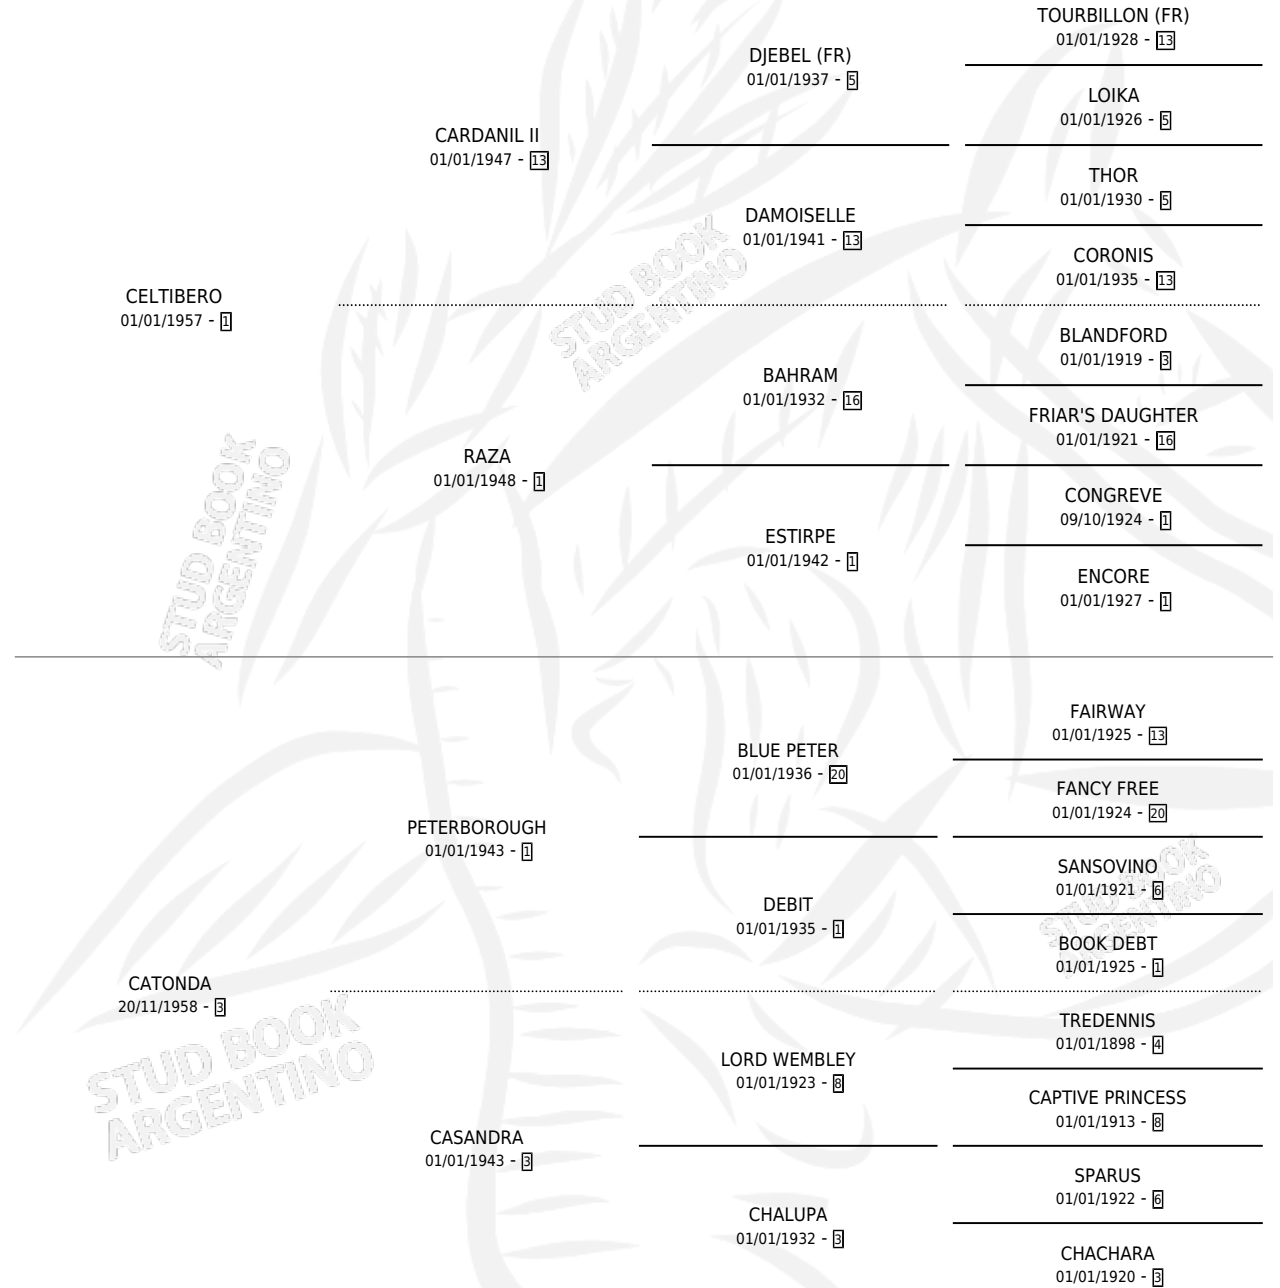 TOURBILLON (FR)
01/01/1928 - 13
DJEBEL (FR)
01/01/1937 - 5
LOIKA
01/01/1926 - 5
CARDANIL II
01/01/1947 - 13
THOR
01/01/1930 - 5
DAMOISELLE
01/01/1941 - 13
CORONIS
01/01/1935 - 13
CELTIBERO
01/01/1957 - 1
STUD BOOK
ARGENTINO
BLANDFORD
01/01/1919 - 3
BAHRAM
01/01/1932 - 16
FRIAR'S DAUGHTER
01/01/1921 - 16
RAZA
01/01/1948 - 1
CONGREVE
09/10/1924 - 1
ESTIRPE
01/01/1942 - 1
ENCORE
01/01/1927 - 1
STUD BOOK
ARGENTINO
FAIRWAY
01/01/1925 - 13
BLUE PETER
01/01/1936 - 20
FANCY FREE
01/01/1924 - 20
PETERBOROUGH
01/01/1943 - 1
SANSOVINO
01/01/1921 - 6
DEBIT
01/01/1935 - 1
BOOK DEBT
01/01/1925 - 1
STUD BOOK
ARGENTINO
CATONDA
20/11/1958 - 3
TREDENNIS
01/01/1898 - 4
LORD WEMBLEY
01/01/1923 - 8
CAPTIVE PRINCESS
01/01/1913 - 8
STUD BOOK
ARGENTINO
CASANDRA
01/01/1943 - 3
SPARUS
01/01/1922 - 6
CHALUPA
01/01/1932 - 3
CHACHARA
01/01/1920 - 3